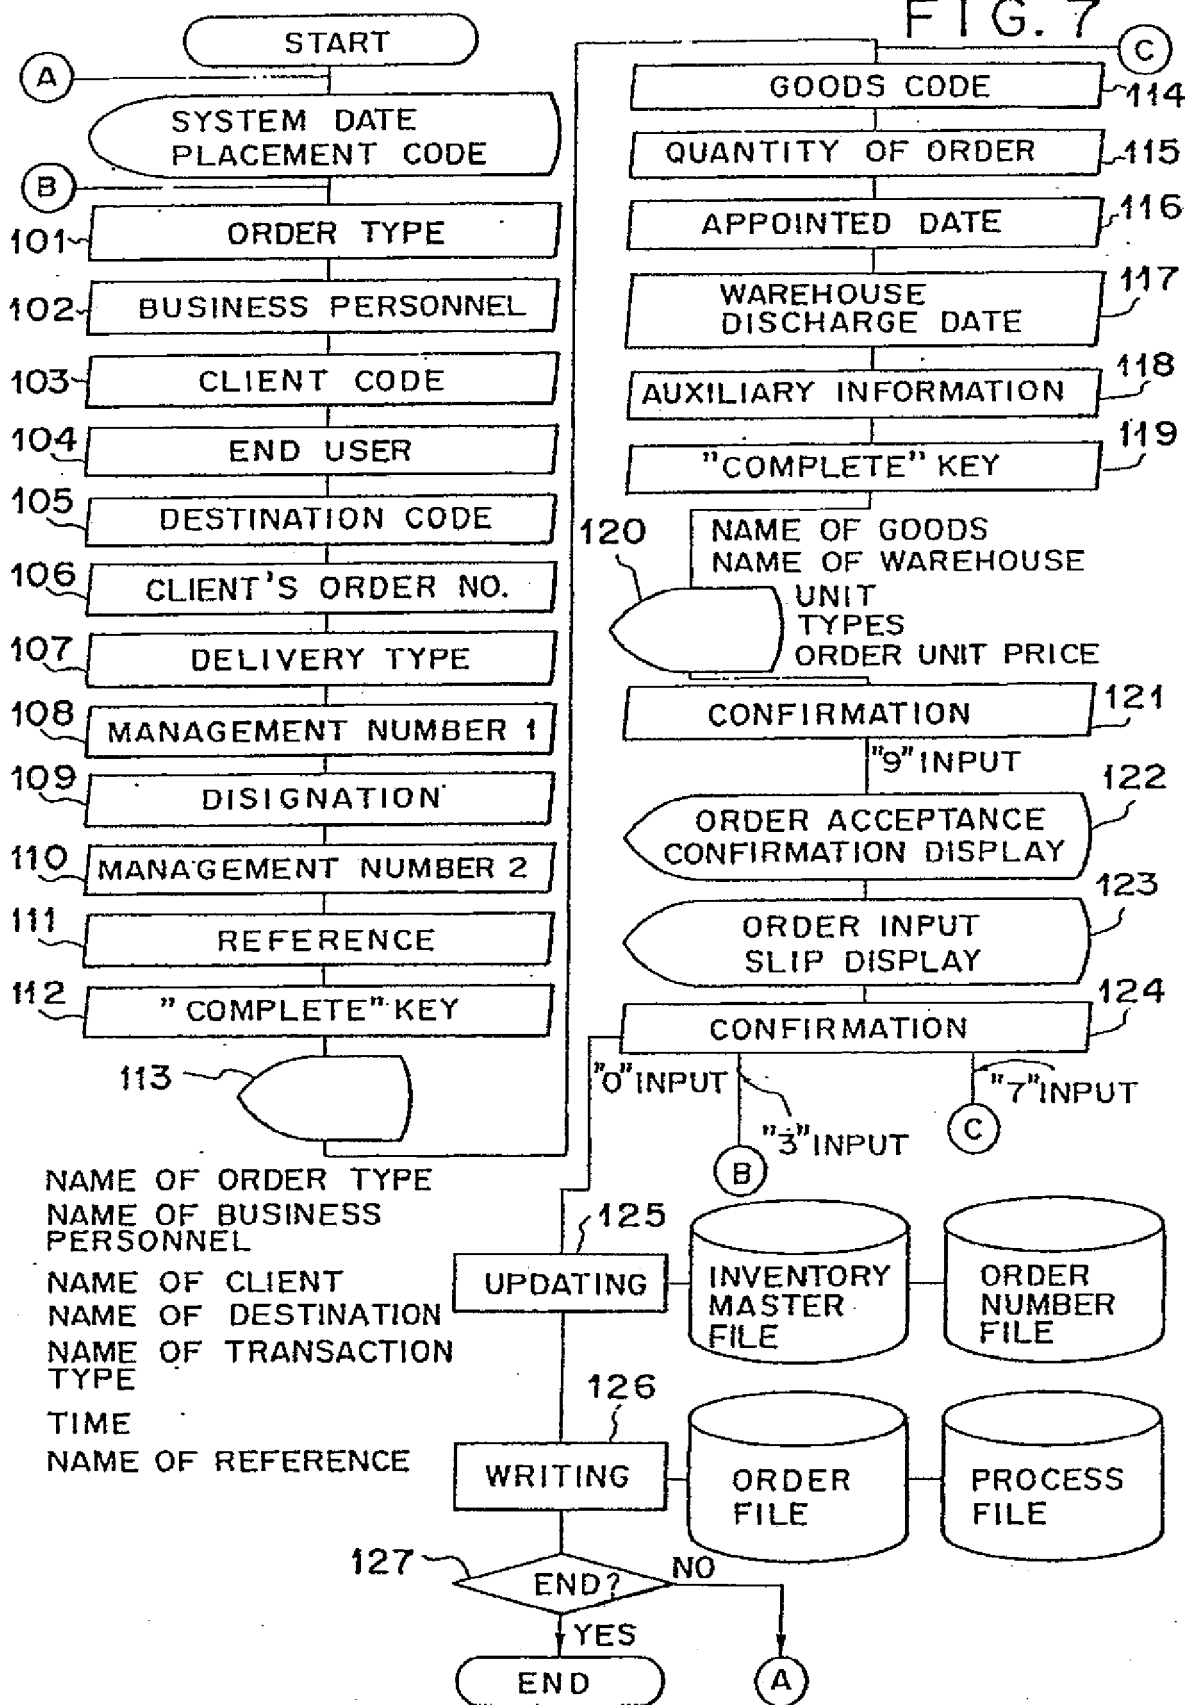 FIG. 7
START
A
SYSTEM DATE
PLACEMENT CODE
B
101 ORDER TYPE
102 BUSINESS PERSONNEL
103 CLIENT CODE
104 END USER
105 DESTINATION CODE
106 CLIENT'S ORDER NO.
107 DELIVERY TYPE
108 MANAGEMENT NUMBER 1
109 DISIGNATION
110 MANAGEMENT NUMBER 2
111 REFERENCE
112 "COMPLETE" KEY
113
NAME OF ORDER TYPE
NAME OF BUSINESS
PERSONNEL
NAME OF CLIENT
NAME OF DESTINATION
NAME OF TRANSACTION
TYPE
TIME
NAME OF REFERENCE
C
GOODS CODE 114
QUANTITY OF ORDER 115
APPOINTED DATE 116
WAREHOUSE
DISCHARGE DATE 117
AUXILIARY INFORMATION 118
"COMPLETE" KEY 119
120
NAME OF GOODS
NAME OF WAREHOUSE
UNIT
TYPES
ORDER UNIT PRICE
CONFIRMATION 121
"9" INPUT
ORDER ACCEPTANCE
CONFIRMATION DISPLAY 122
ORDER INPUT
SLIP DISPLAY 123
CONFIRMATION 124
"0" INPUT
"3" INPUT
"7" INPUT
B
C
125
UPDATING
INVENTORY
MASTER
FILE
ORDER
NUMBER
FILE
126
WRITING
ORDER
FILE
PROCESS
FILE
127
END?
NO
YES
END
A